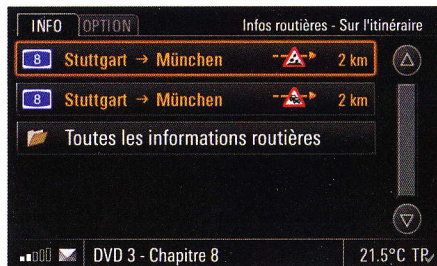 INFO OPTION Infos routières - Sur l'itinéraire
8 Stuttgart → München 2 km
8 Stuttgart → München 2 km
Toutes les informations routières
DVD 3 - Chapitre 8 21.5°C TP